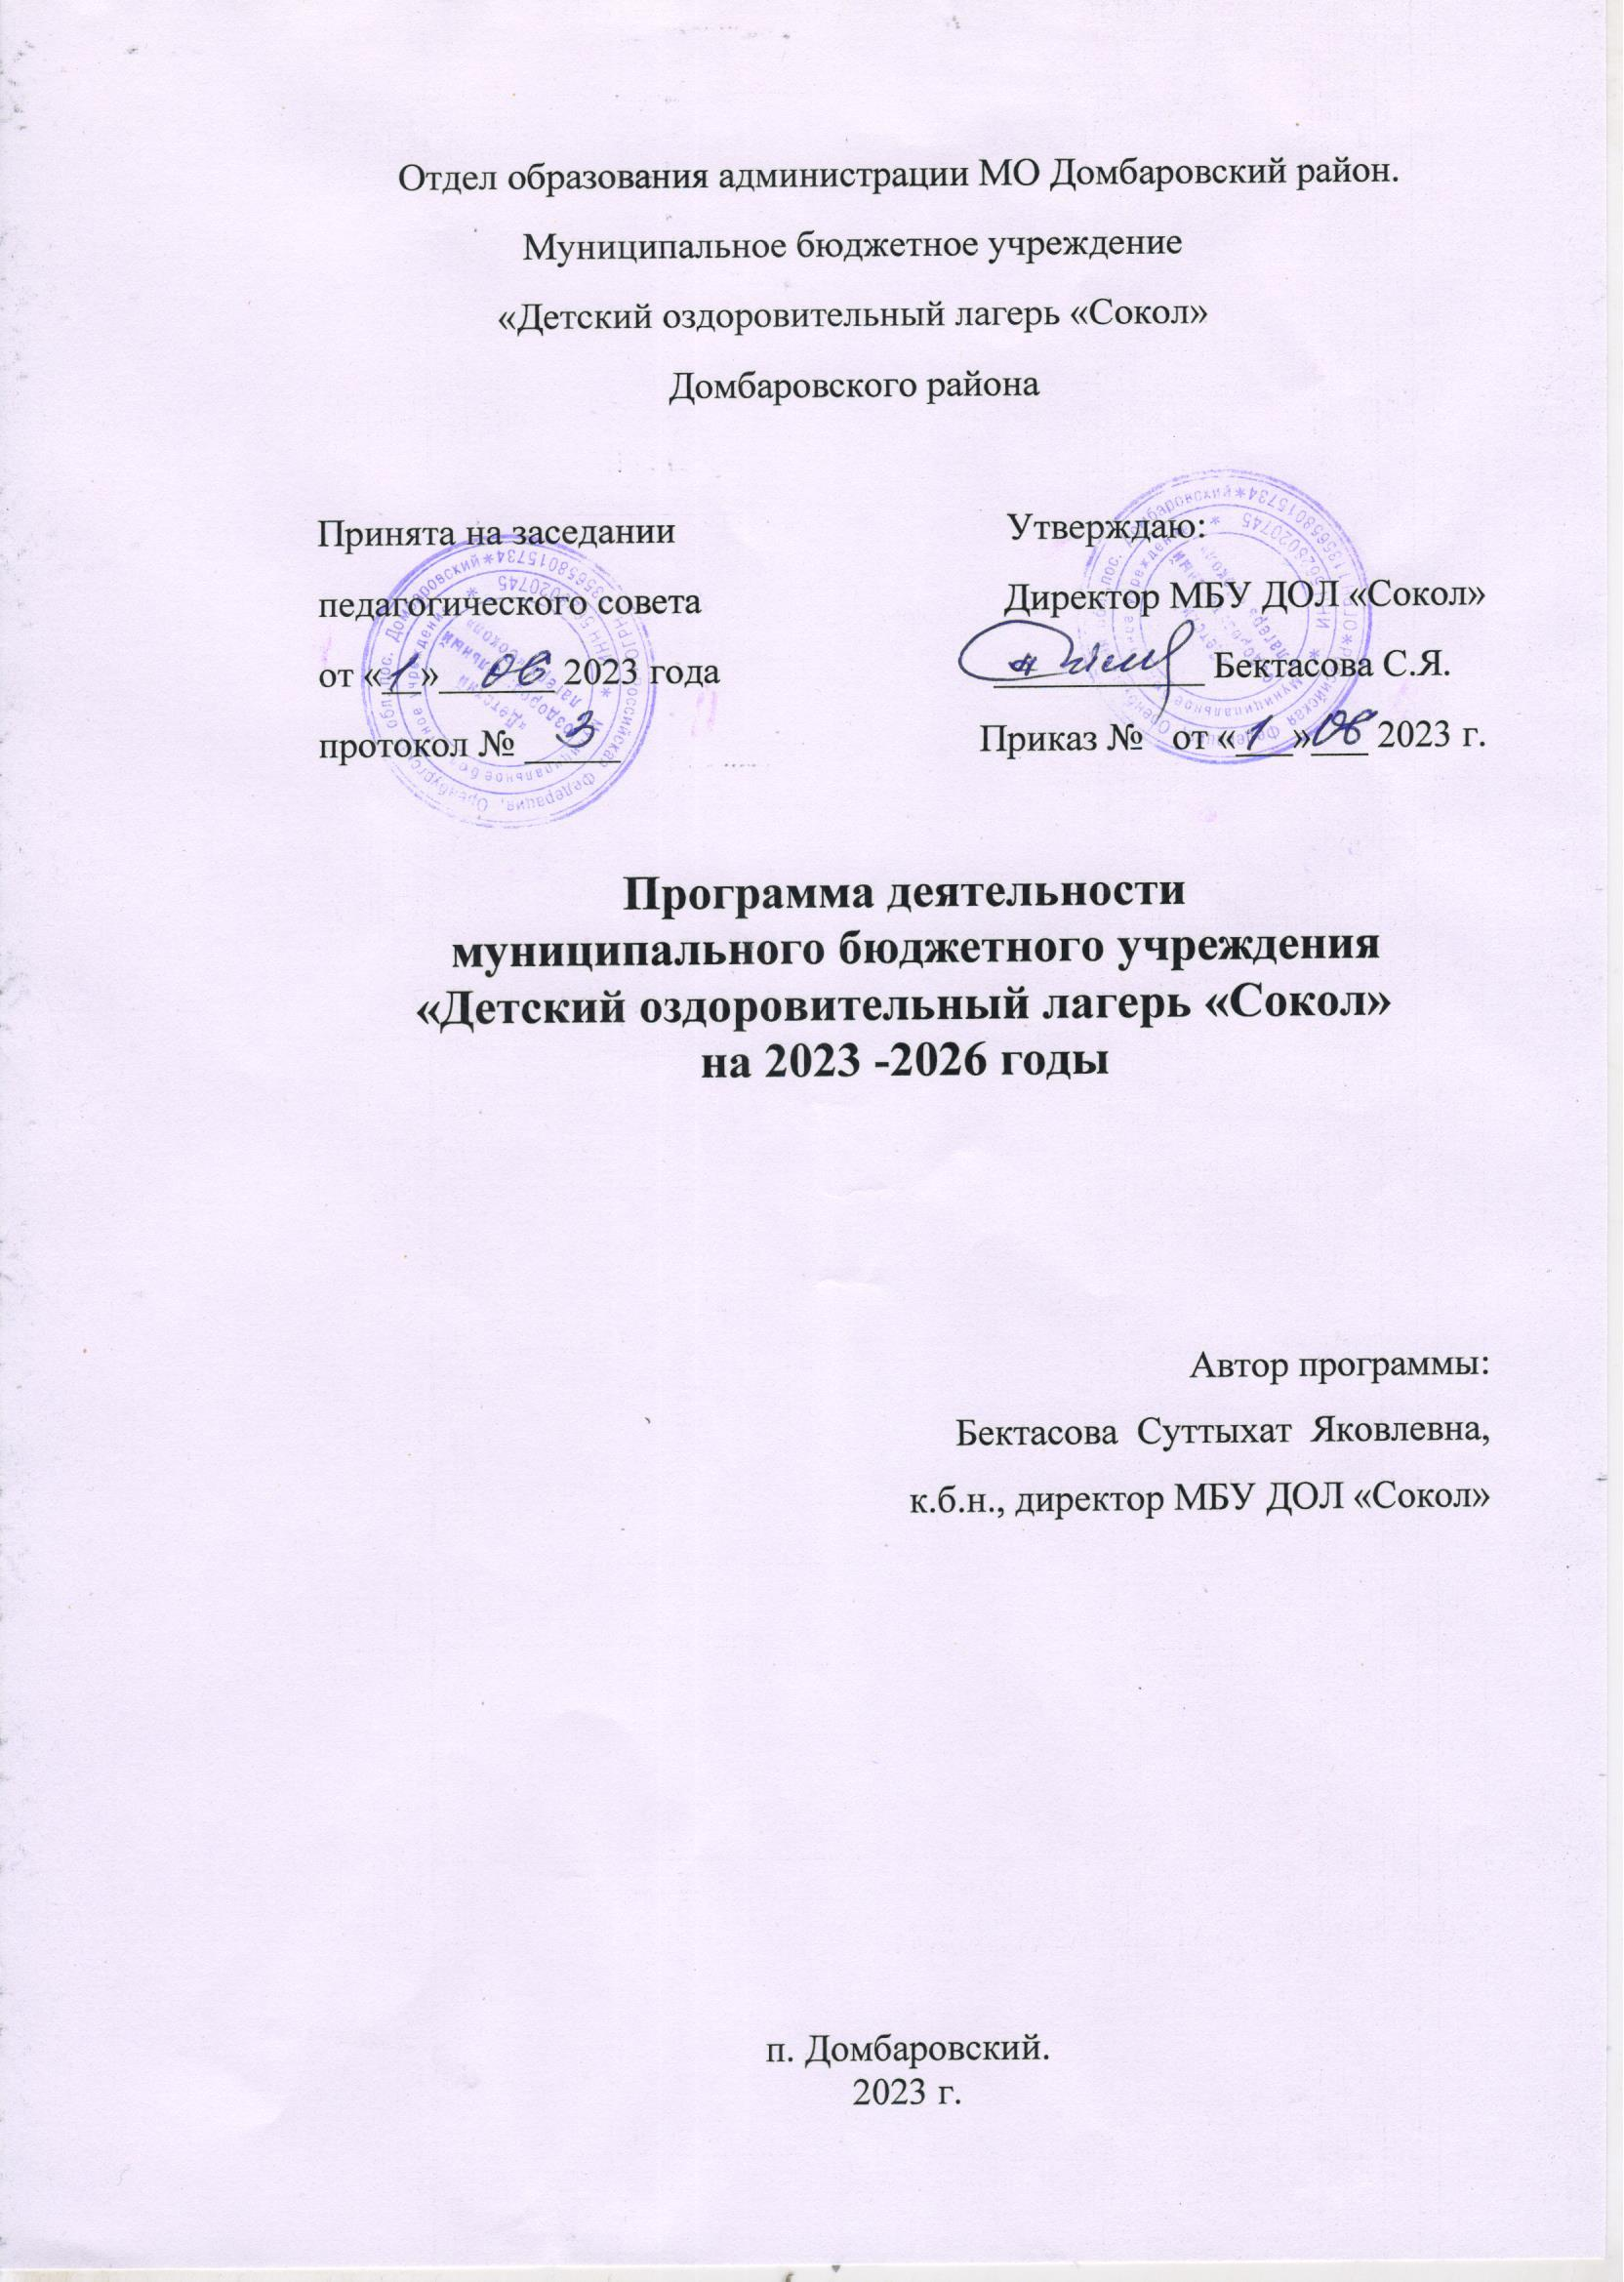 Отдел образования администрации МО Домбаровский район.
Муниципальное бюджетное учреждение
«Детский оздоровительный лагерь «Сокол»
Домбаровского района
Принята на заседании
педагогического совета
от «1»______06 2023 года
протокол № 3
Утверждаю:
Директор МБУ ДОЛ «Сокол»
___________ Бектасова С.Я.
Приказ № от «1»06 2023 г.
Программа деятельности
муниципального бюджетного учреждения
«Детский оздоровительный лагерь «Сокол»
на 2023 -2026 годы
Автор программы:
Бектасова Суттыхат Яковлевна,
к.б.н., директор МБУ ДОЛ «Сокол»
п. Домбаровский.
2023 г.